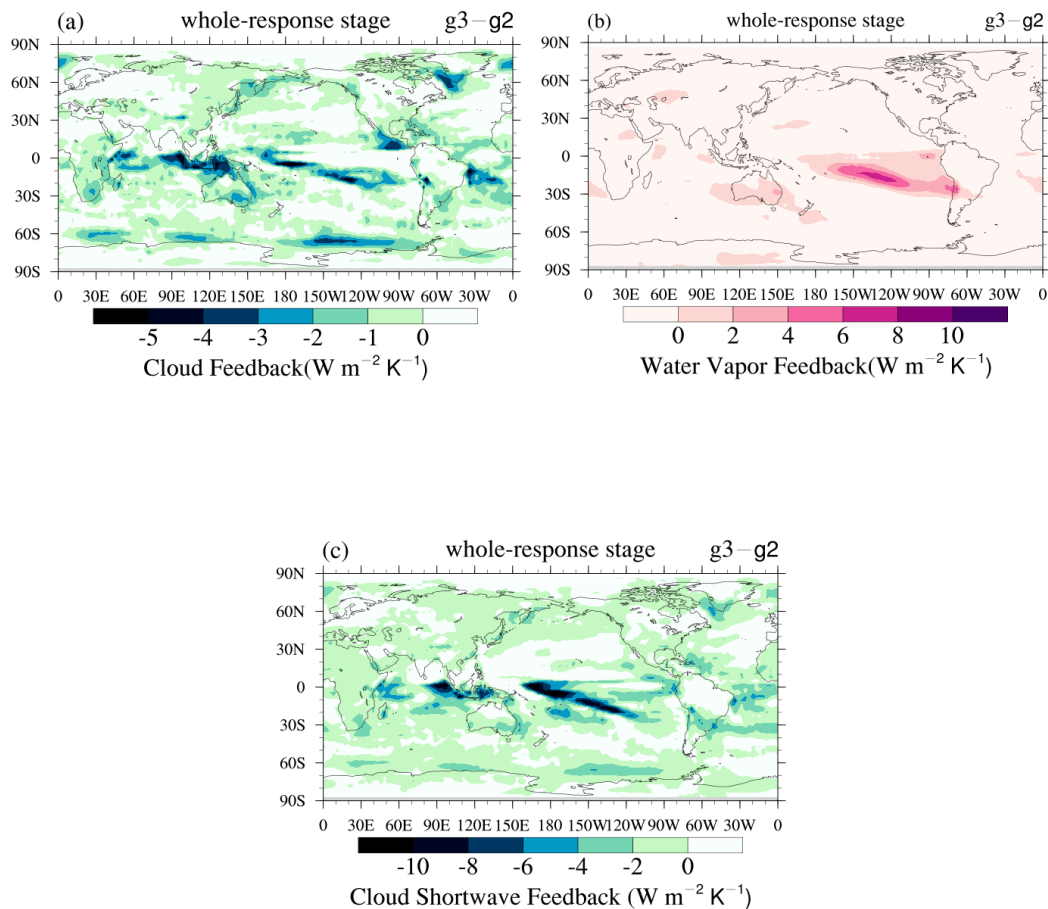 (a) whole-response stage g3−g2
90N
60N
30N
0
30S
60S
90S
0 30E 60E 90E 120E 150E 180 150W 120W 90W 60W 30W 0
-5 -4 -3 -2 -1 0
Cloud Feedback(W m−2 K−1)
(b) whole-response stage g3−g2
90N
60N
30N
0
30S
60S
90S
0 30E 60E 90E 120E 150E 180 150W 120W 90W 60W 30W 0
0 2 4 6 8 10
Water Vapor Feedback(W m−2 K−1)
(c) whole-response stage g3−g2
90N
60N
30N
0
30S
60S
90S
0 30E 60E 90E 120E 150E 180 150W 120W 90W 60W 30W 0
-10 -8 -6 -4 -2 0
Cloud Shortwave Feedback (W m−2 K−1)